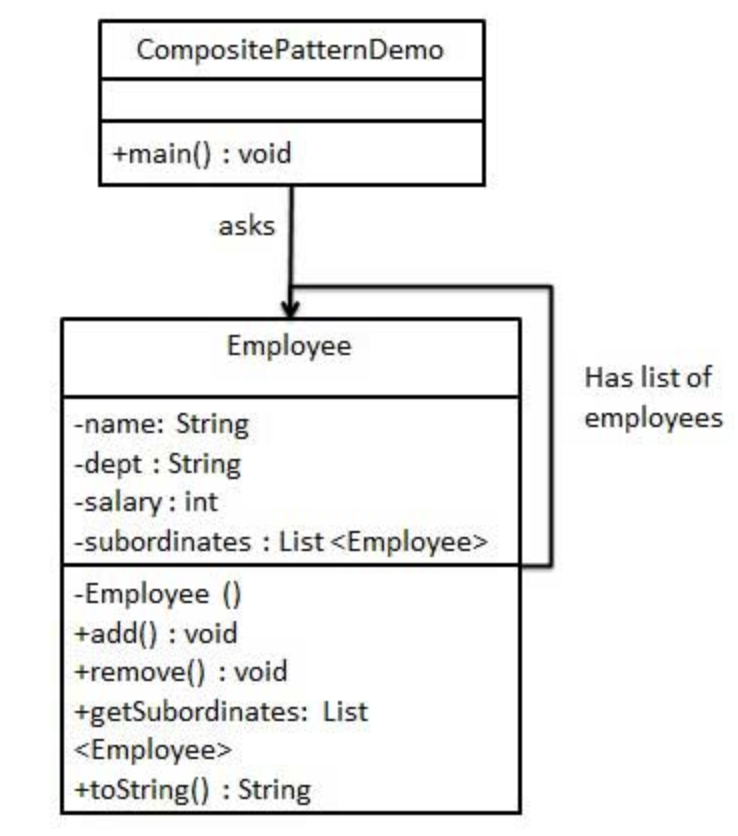 CompositePatternDemo
+main() : void
asks
Employee
Has list of
employees
-name: String
-dept : String
-salary : int
-subordinates : List <Employee>
-Employee ()
+add() : void
+remove() : void
+getSubordinates: List
<Employee>
+toString() : String